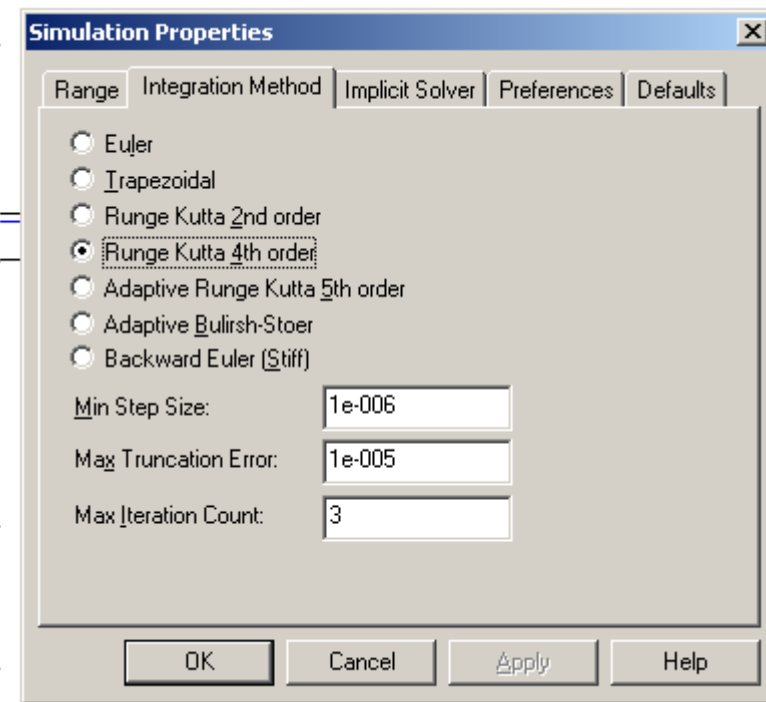 Simulation Properties
Range Integration Method Implicit Solver Preferences Defaults
Euler
Trapezoidal
Runge Kutta 2nd order
Runge Kutta 4th order
Adaptive Runge Kutta 5th order
Adaptive Bulirsh-Stoer
Backward Euler (Stiff)
Min Step Size: 1e-006
Max Truncation Error: 1e-005
Max Iteration Count: 3
OK Cancel Apply Help